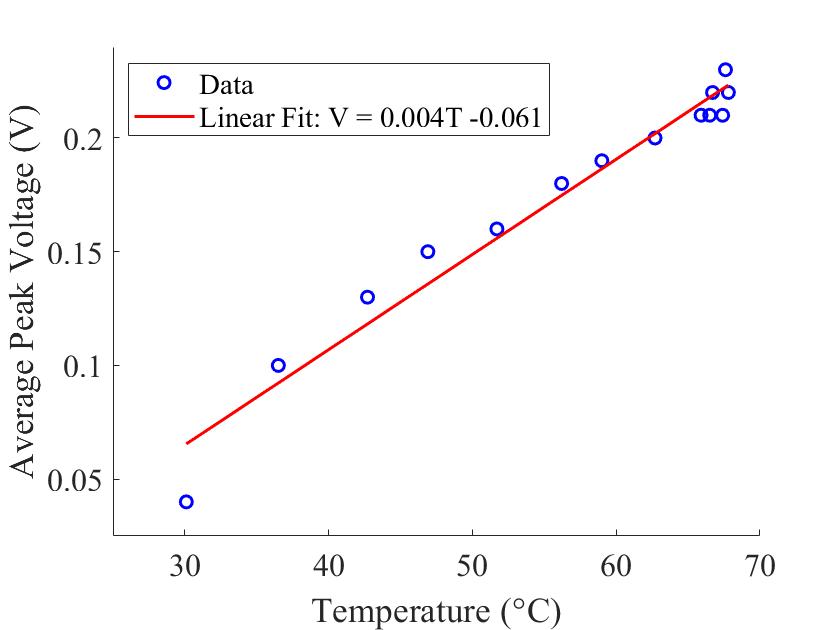 Data
Linear Fit: V = 0.004T -0.061
Average Peak Voltage (V)
0.2
0.15
0.1
0.05
30 40 50 60 70
Temperature (°C)